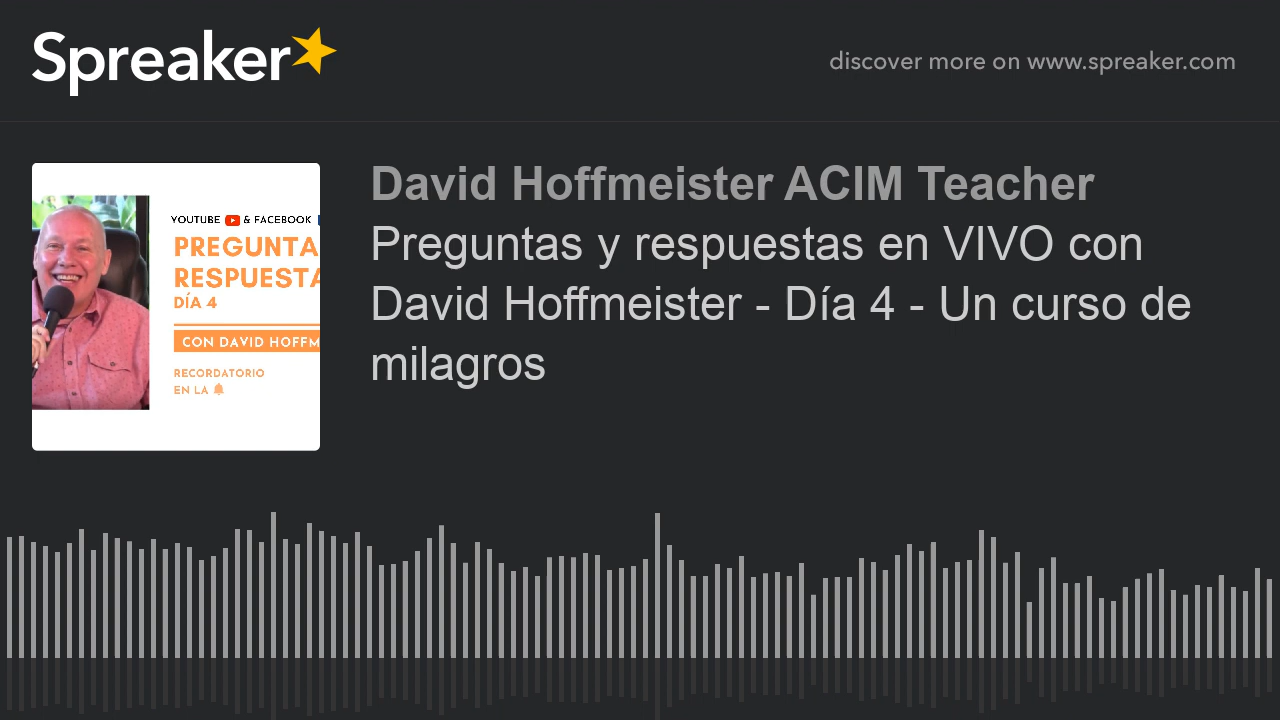 Spreaker
discover more on www.spreaker.com
David Hoffmeister ACIM Teacher
Preguntas y respuestas en VIVO con
David Hoffmeister - Día 4 - Un curso de
milagros
YOUTUBE & FACEBOOK
PREGUNTA
RESPUESTA
DÍA 4
CON DAVID HOFFM
RECORDATORIO
EN LA